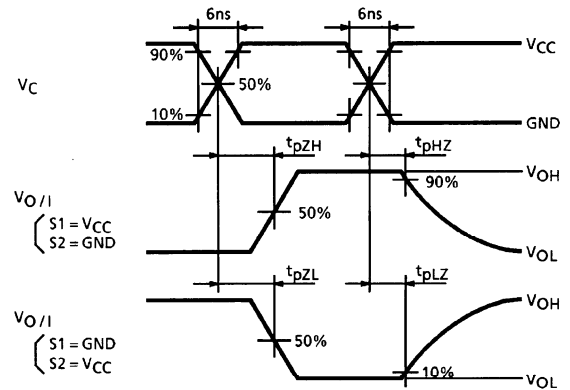 6ns 6ns
90% VCC
VC 50%
10% GND
tpZH tpHZ
VOH
90%
VO/I
S1 = VCC 50%
S2 = GND
VOL
tpZL tpLZ
VOH
VO/I
S1 = GND 50%
S2 = VCC
10%
VOL